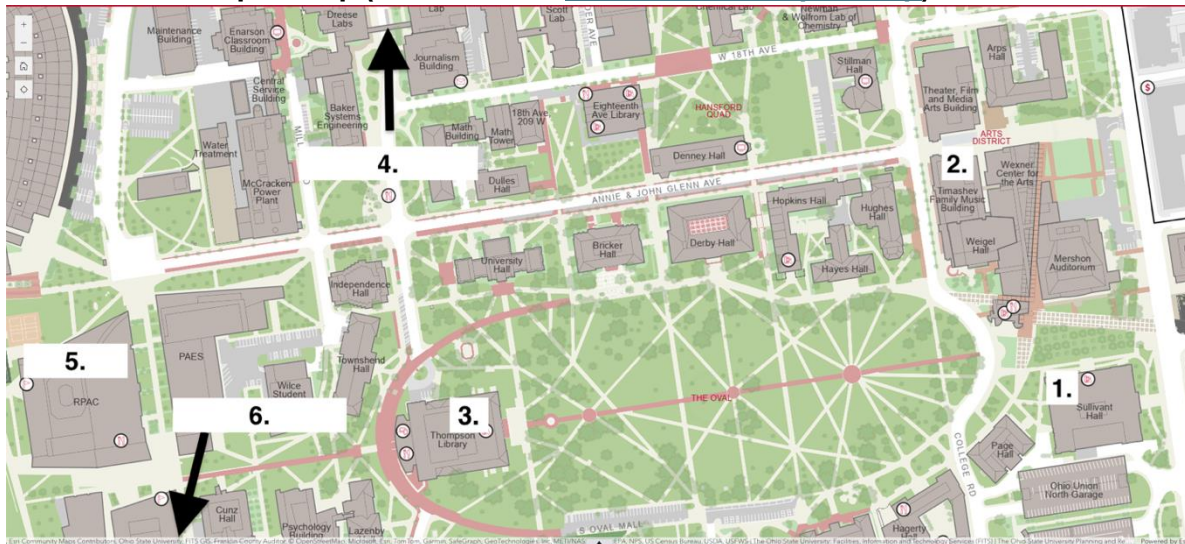 Dreese
Labs
Lab
Scott
Lab
Maintenance
Building
Enarson
Classroom
Building
Journalism
Building
Newman
& Wolfrom Lab of
Chemistry
W 18TH AVE
Stillman
Hall
Arps
Hall
Theater, Film
and Media
Arts Building
Central
Service
Building
Baker
Systems
Engineering
MILL
Math
Building
Math
Tower
18th Ave,
209 W
Eighteenth
Ave Library
HANSFORD
QUAD
ARTS
DISTRICT
Water
Treatment
4.
2.
Denney Hall
Wexner
Center for
the Arts
McCracken
Power
Plant
Dulles
Hall
ANNIE & JOHN GLENN AVE
Timashev
Family Music
Building
Hopkins Hall
Hughes
Hall
Weigel
Hall
Mershon
Auditorium
University
Hall
Bricker
Hall
Derby Hall
Hayes Hall
Independence
Hall
5.
RPAC
PAES
Townshend
Hall
Wilce
Student
6.
3.
Thompson
Library
THE OVAL
1.
Sullivant
Hall
Page
Hall
COLLEGE RD
Ohio Union
North Garage
Cunz
Hall
Psychology
Building
Lazenby
S OVAL MALL
Hagerty
Hall